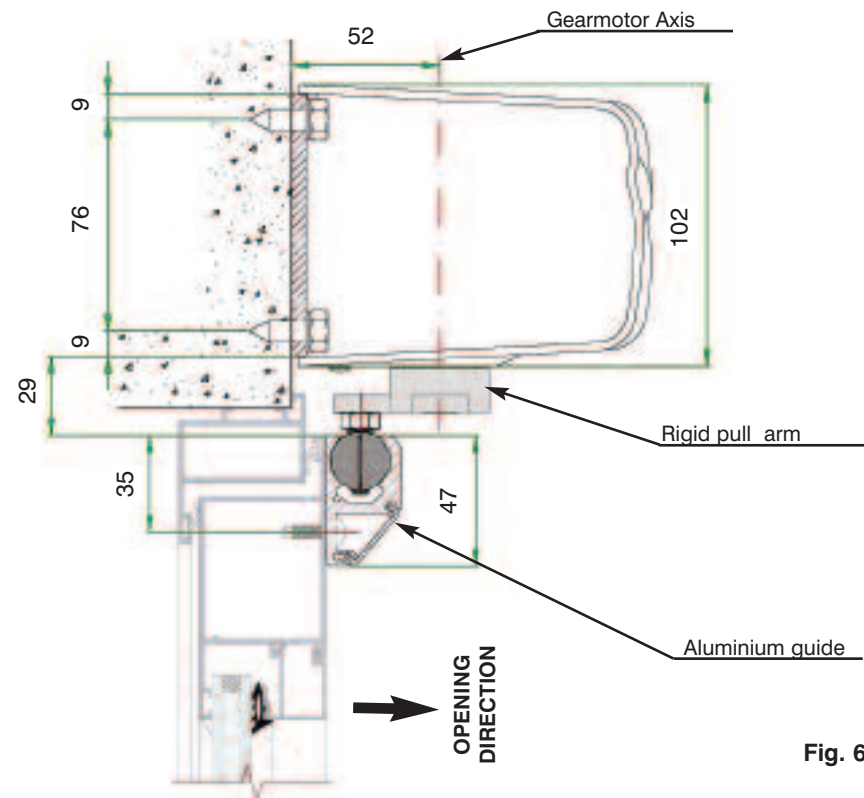 Gearmotor Axis
52
9
76
102
9
29
Rigid pull arm
35
47
Aluminium guide
OPENING
DIRECTION
Fig. 6